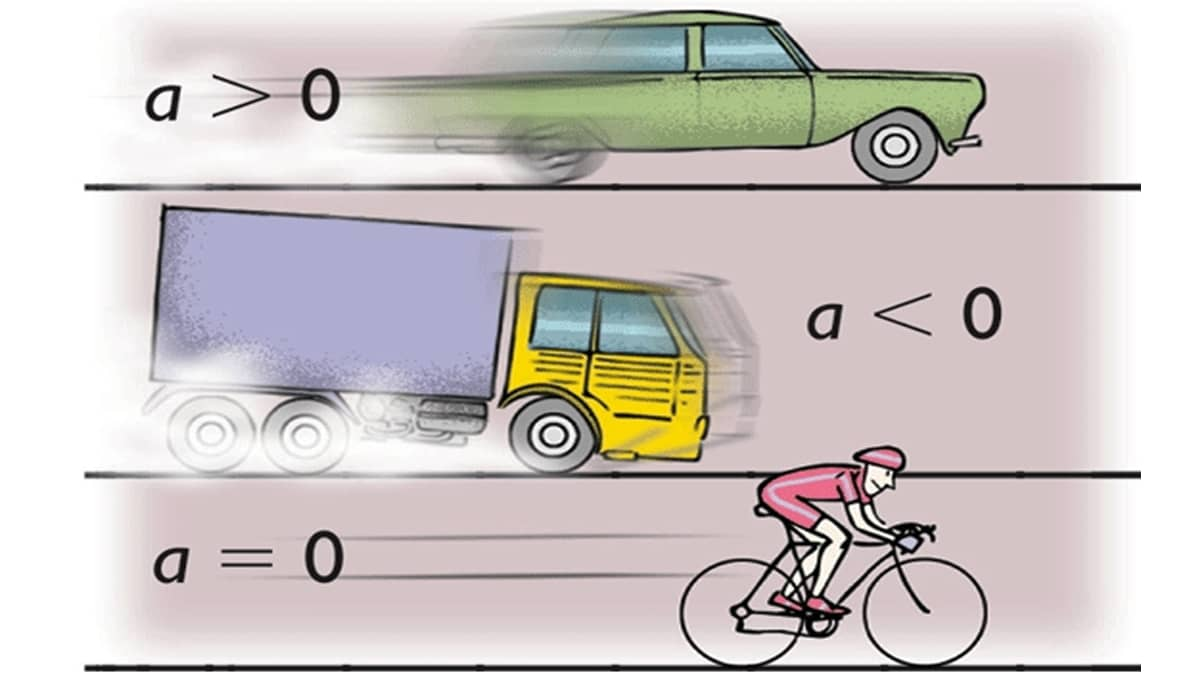 a > 0
a < 0
a = 0